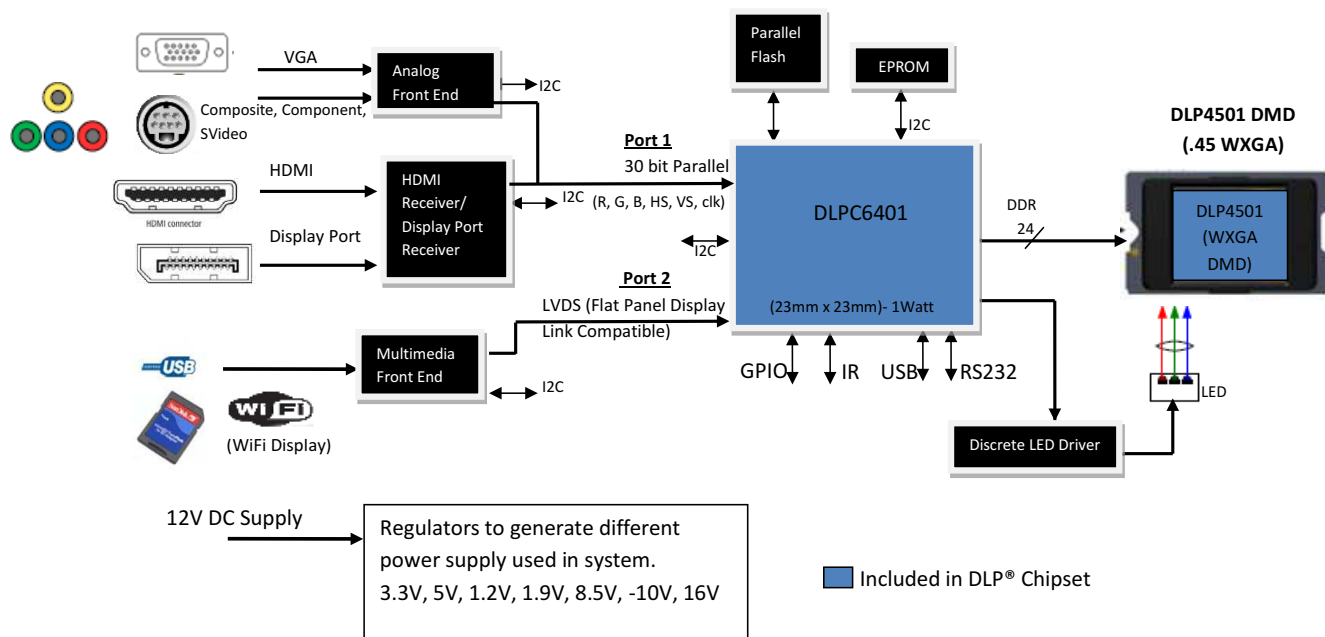 VGA
Analog
Front End
I2C
Composite, Component,
SVideo
Parallel
Flash
EPROM
I2C
DLP4501 DMD
(.45 WXGA)
HDMI
HDMI connector
Display Port
HDMI
Receiver/
Display Port
Receiver
I2C
Port 1
30 bit Parallel
(R, G, B, HS, VS, clk)
I2C
Port 2
LVDS (Flat Panel Display
Link Compatible)
DLPC6401
(23mm x 23mm)- 1Watt
DDR
24
DLP4501
(WXGA
DMD)
USB
Multimedia
Front End
I2C
SanDisk
Wi Fi
(WiFi Display)
GPIO
IR
USB
RS232
LED
Discrete LED Driver
12V DC Supply
Regulators to generate different
power supply used in system.
3.3V, 5V, 1.2V, 1.9V, 8.5V, -10V, 16V
Included in DLP® Chipset